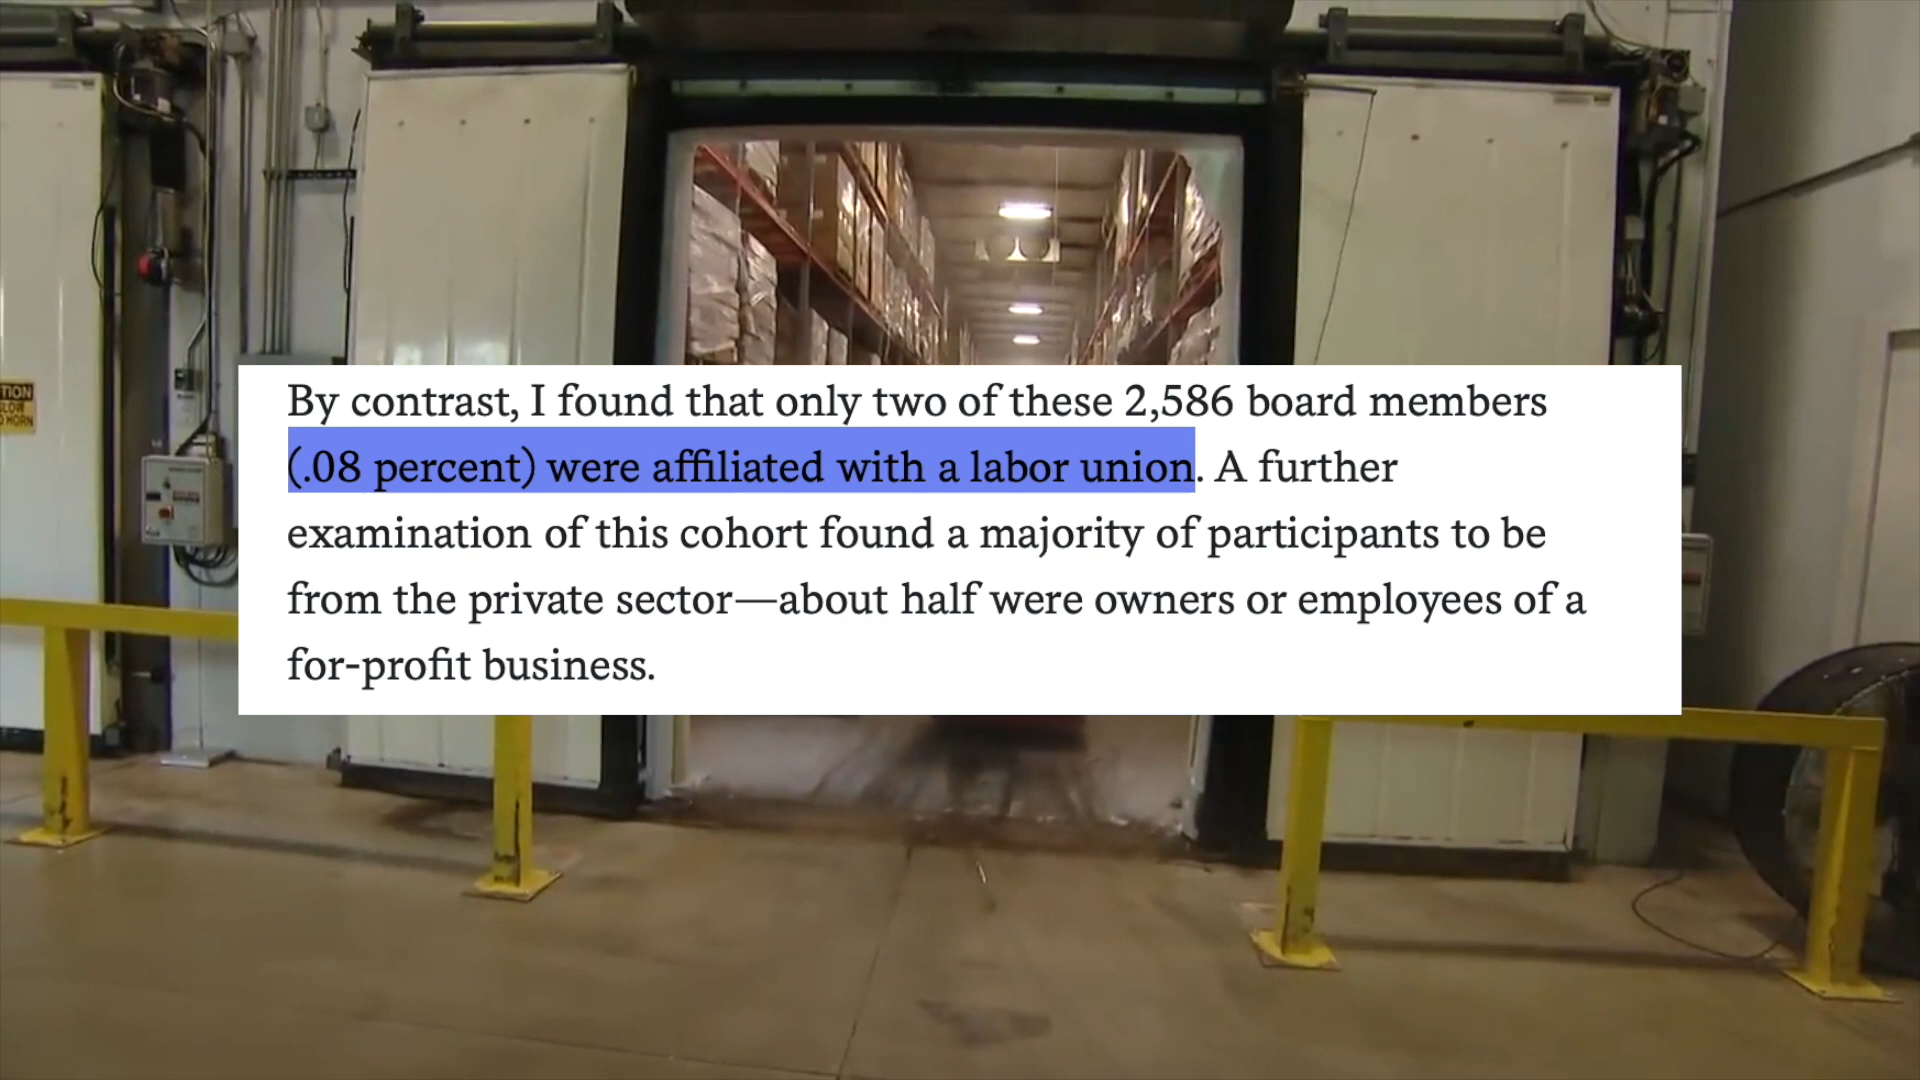 By contrast, I found that only two of these 2,586 board members
(.08 percent) were affiliated with a labor union. A further
examination of this cohort found a majority of participants to be
from the private sector—about half were owners or employees of a
for-profit business.